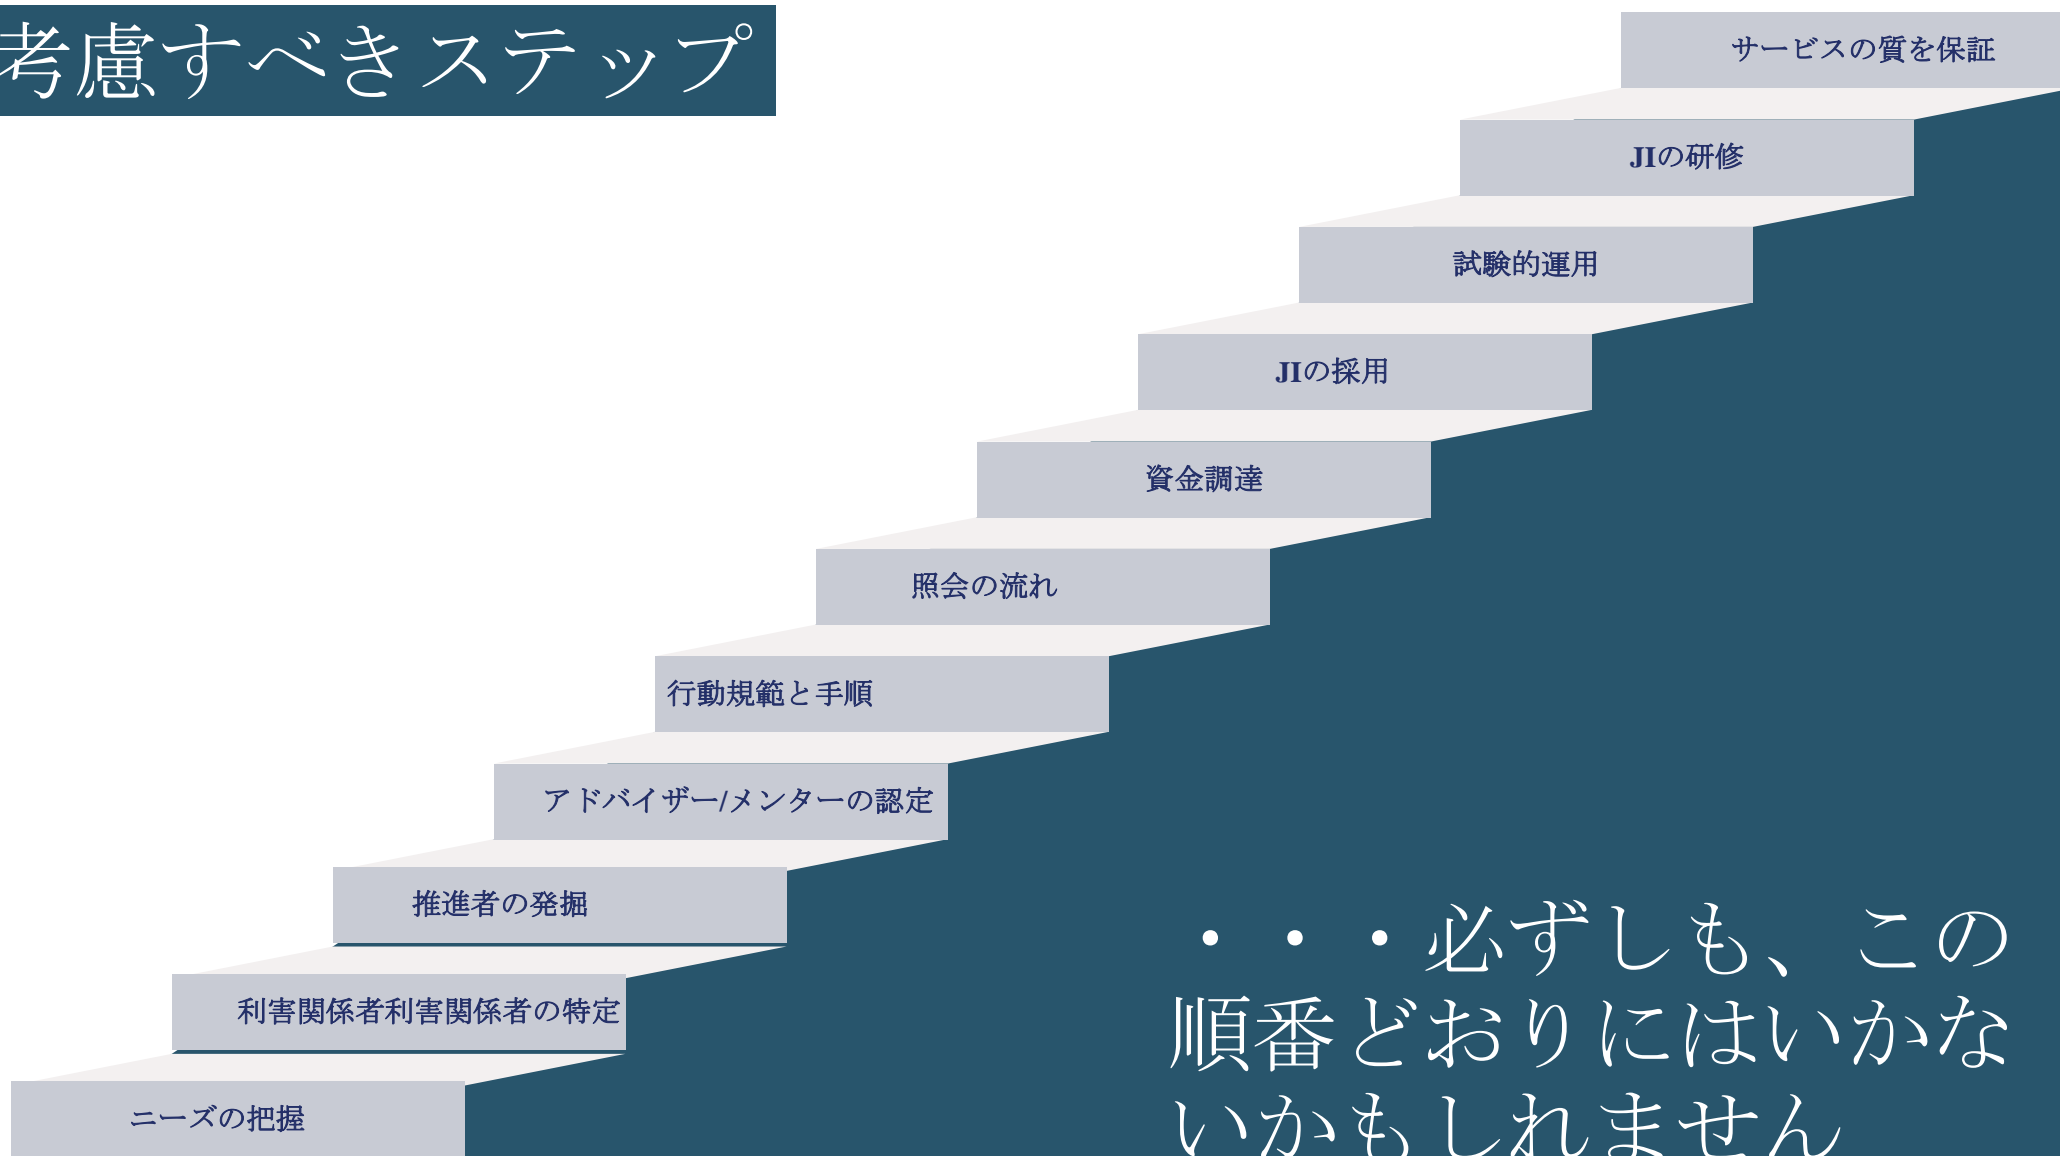 考慮すべきステップ
サービスの質を保証
JIの研修
試験的運用
JIの採用
資金調達
照会の流れ
行動規範と手順
アドバイザー/メンターの認定
推進者の発掘
利害関係者利害関係者の特定
ニーズの把握
・・・必ずしも、この
順番どおりにはいかな
いかもしれません